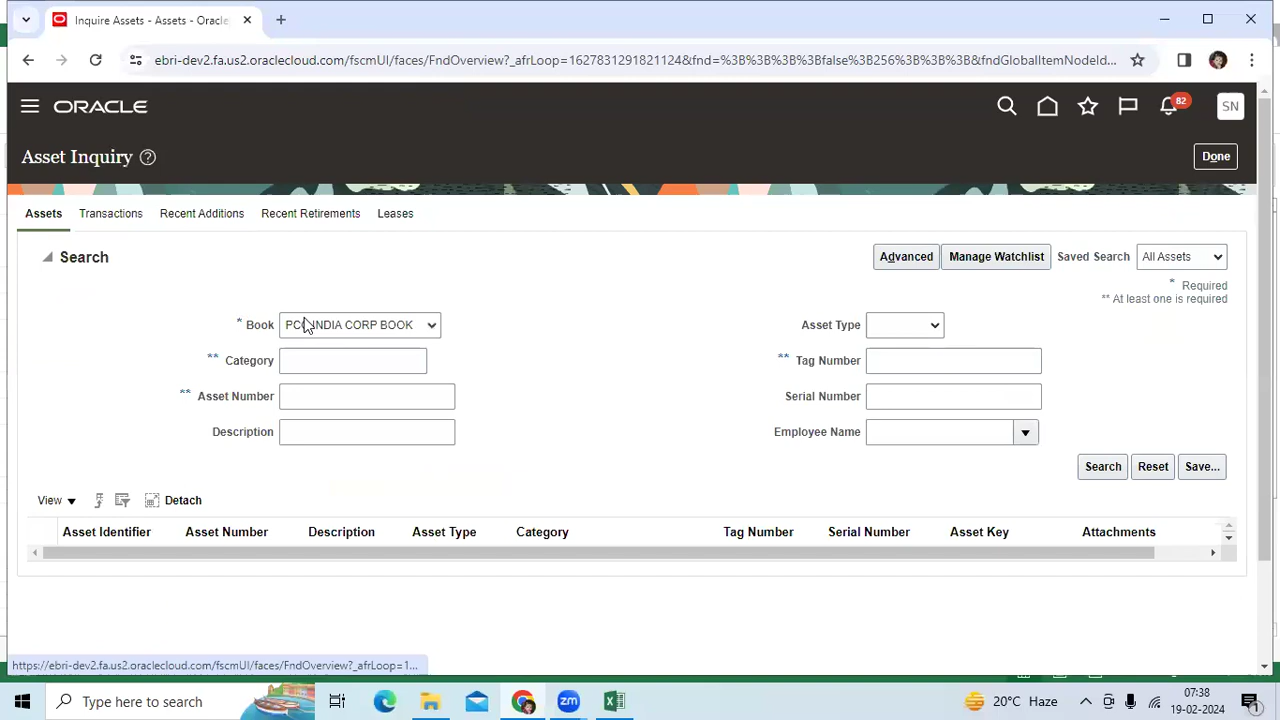 Inquire Assets - Assets - Oracle
ebri-dev2.fa.us2.oraclecloud.com/fscmUI/faces/FndOverview?_afrLoop=1627831291821124&fnd=%3B%3B%3B%3Bfalse%3B256%3B%3B%3B&fndGlobalItemNodeId...
ORACLE
82
SN
Asset Inquiry
Done
Assets Transactions Recent Additions Recent Retirements Leases
Search
Advanced Manage Watchlist Saved Search All Assets
* Required
** At least one is required
* Book PCC INDIA CORP BOOK
Asset Type
** Category
** Tag Number
** Asset Number
Serial Number
Description
Employee Name
Search Reset Save...
View Detach
Asset Identifier Asset Number Description Asset Type Category Tag Number Serial Number Asset Key Attachments
https://ebri-dev2.fa.us2.oraclecloud.com/fscmUI/faces/FndOverview?_afrLoop=1...
Type here to search
20°C Haze
07:38
19-02-2024
1